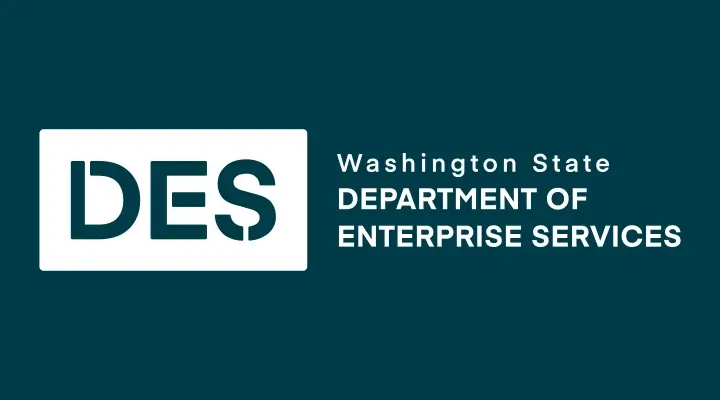 DES
Washington State
DEPARTMENT OF
ENTERPRISE SERVICES